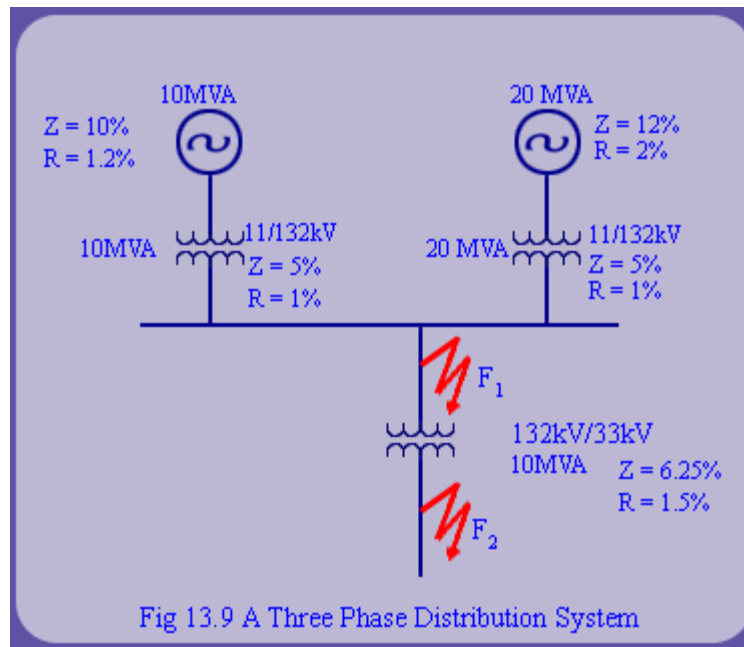 10MVA
Z = 10%
R = 1.2%
20 MVA
Z = 12%
R = 2%
10MVA
11/132kV
Z = 5%
R = 1%
20 MVA
11/132kV
Z = 5%
R = 1%
F1
132kV/33kV
10MVA
Z = 6.25%
R = 1.5%
F2
Fig 13.9 A Three Phase Distribution System